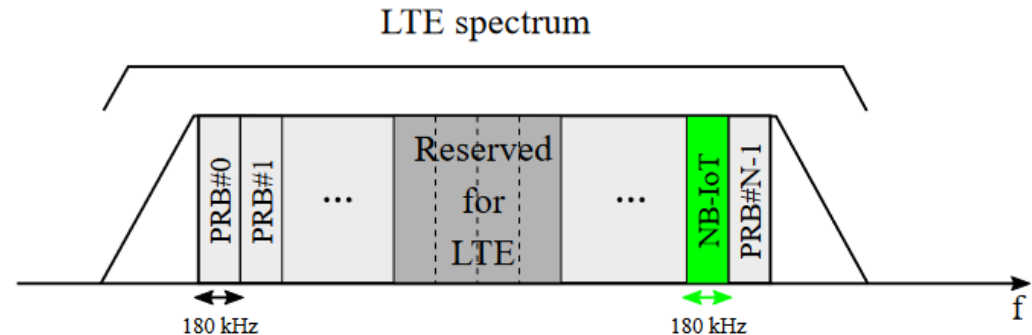 LTE spectrum
PRB#0
PRB#1
...
Reserved
for
LTE
...
NB-IoT
PRB#N-1
f
180 kHz
180 kHz